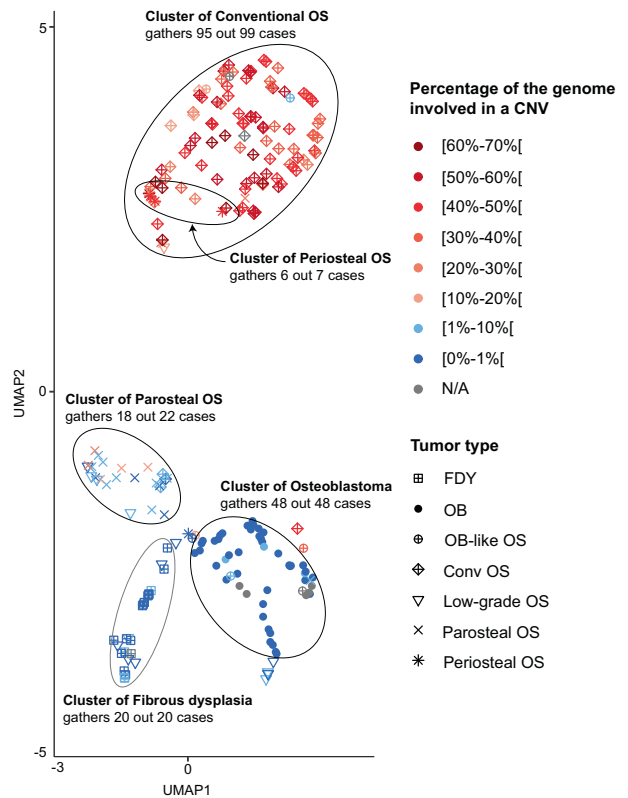 5
Cluster of Conventional OS
gathers 95 out 99 cases
Cluster of Periosteal OS
gathers 6 out 7 cases
UMAP2
0
Cluster of Parosteal OS
gathers 18 out 22 cases
Cluster of Osteoblastoma
gathers 48 out 48 cases
Cluster of Fibrous dysplasia
gathers 20 out 20 cases
-5
-3
0
UMAP1
Percentage of the genome
involved in a CNV
[60%-70%[
[50%-60%[
[40%-50%[
[30%-40%[
[20%-30%[
[10%-20%[
[1%-10%[
[0%-1%[
N/A
Tumor type
FDY
OB
OB-like OS
Conv OS
Low-grade OS
Parosteal OS
Periosteal OS